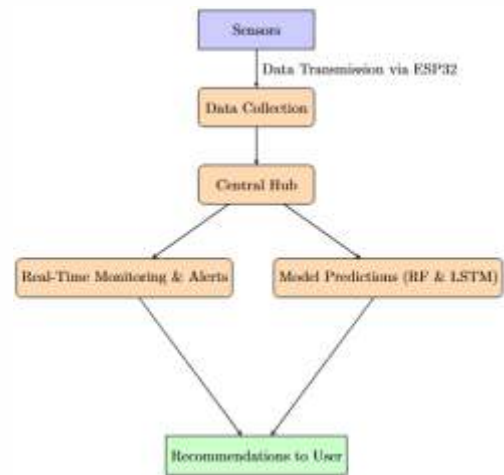 Sensors
Data Transmission via ESP32
Data Collection
Central Hub
Real-Time Monitoring & Alerts
Model Predictions (RF & LSTM)
Recommendations to User